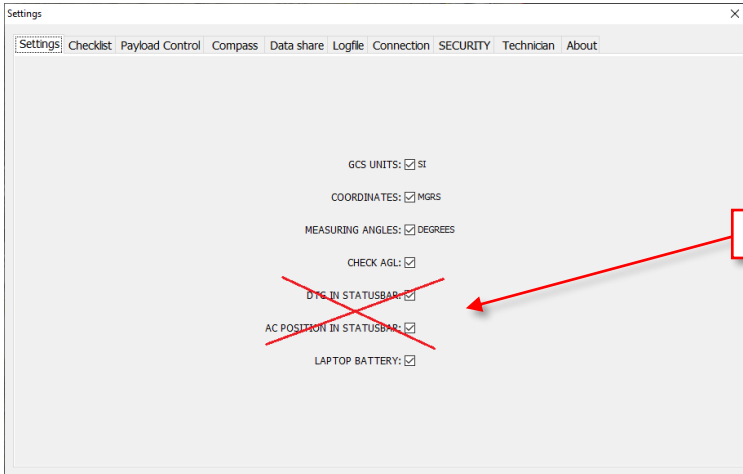 Settings
Settings Checklist Payload Control Compass Data share Logfile Connection SECURITY Technician About
GCS UNITS: SI
COORDINATES: MGRS
MEASURING ANGLES: DEGREES
CHECK AGL:
DTG IN STATUSBAR:
AC POSITION IN STATUSBAR:
LAPTOP BATTERY: